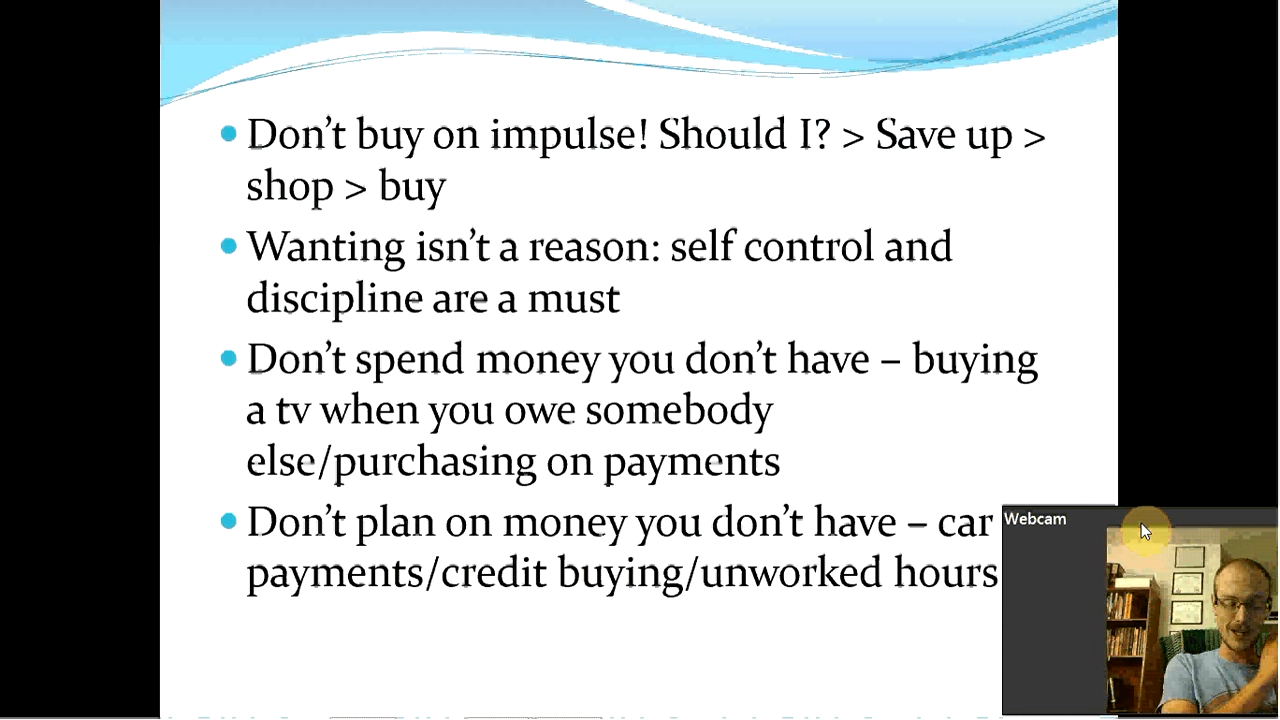 Don't buy on impulse! Should I? > Save up >
shop > buy
Wanting isn't a reason: self control and
discipline are a must
Don't spend money you don't have – buying
a tv when you owe somebody
else/purchasing on payments
Don't plan on money you don't have – car
payments/credit buying/unworked hours
Webcam